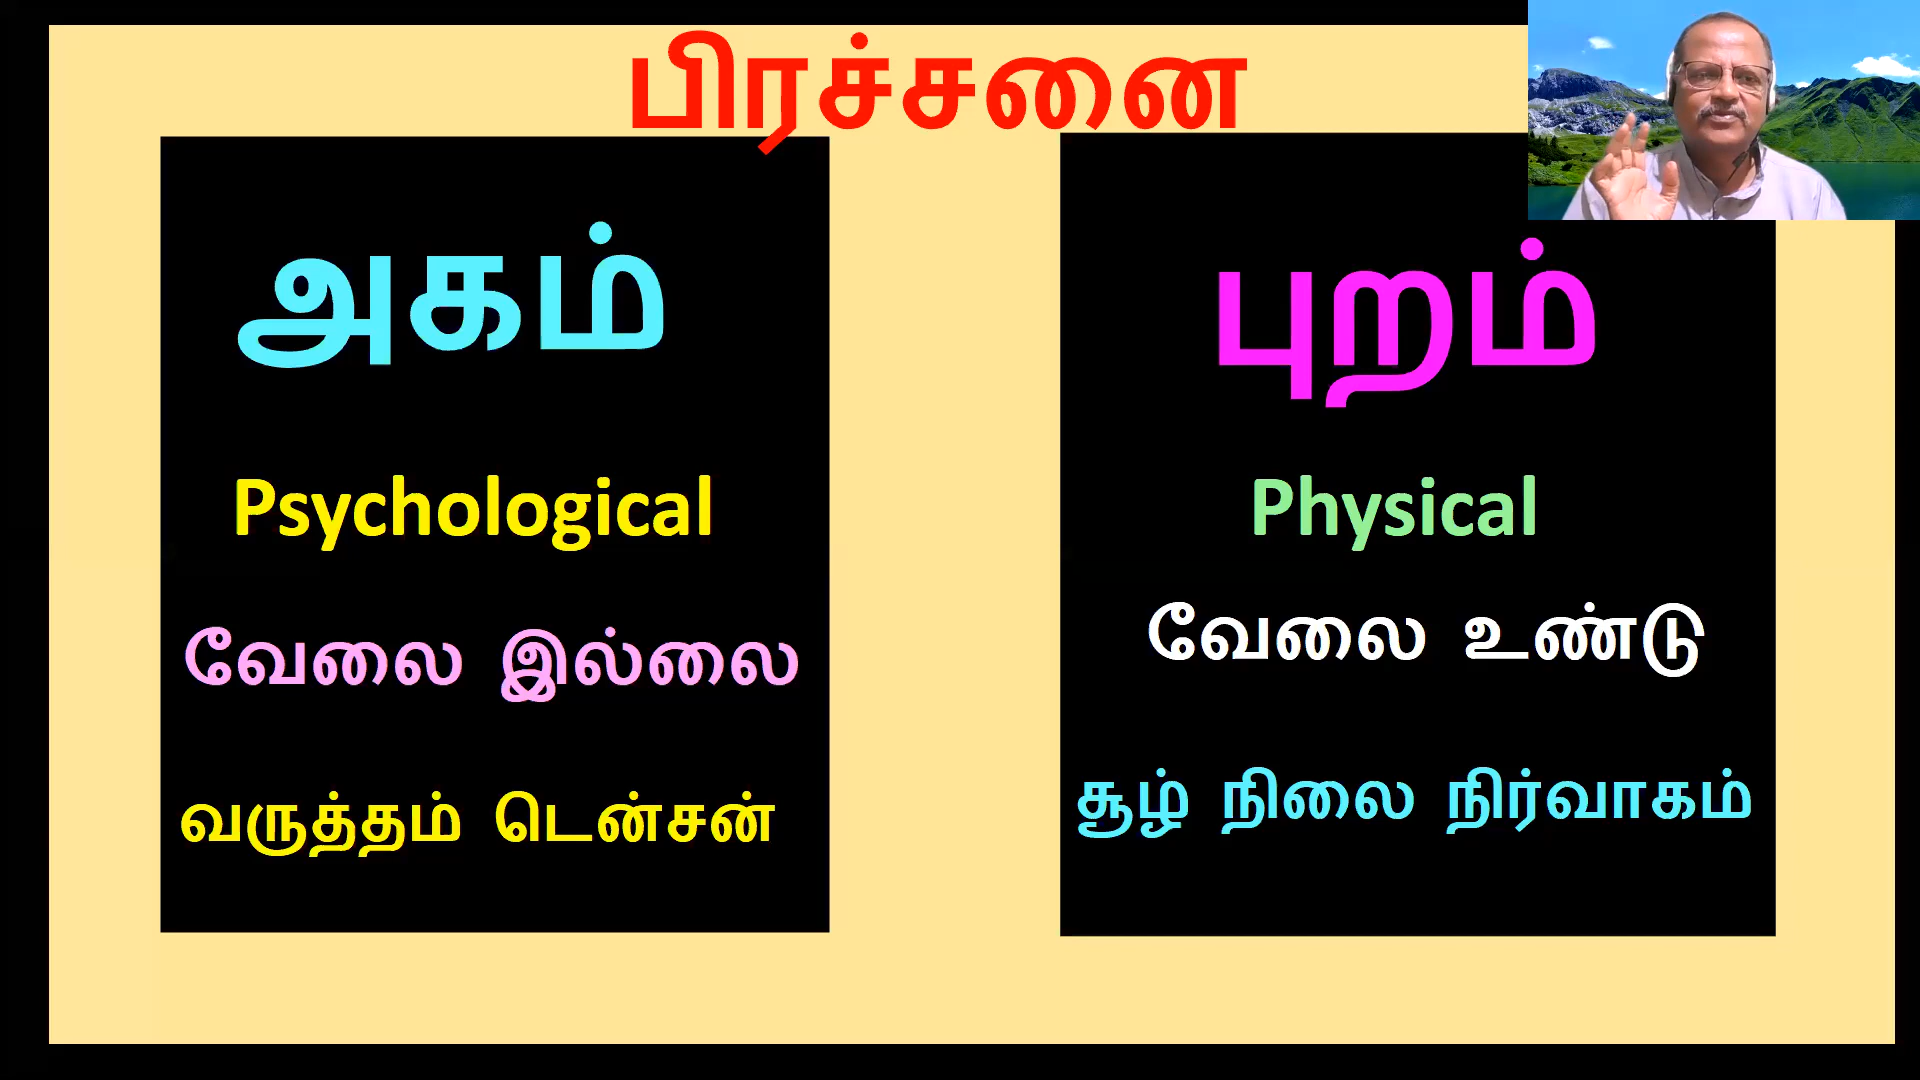 பிரச்சனை
அகம்
Psychological
வேலை இல்லை
வருத்தம் டென்சன்
புறம்
Physical
வேலை உண்டு
சூழ் நிலை நிர்வாகம்